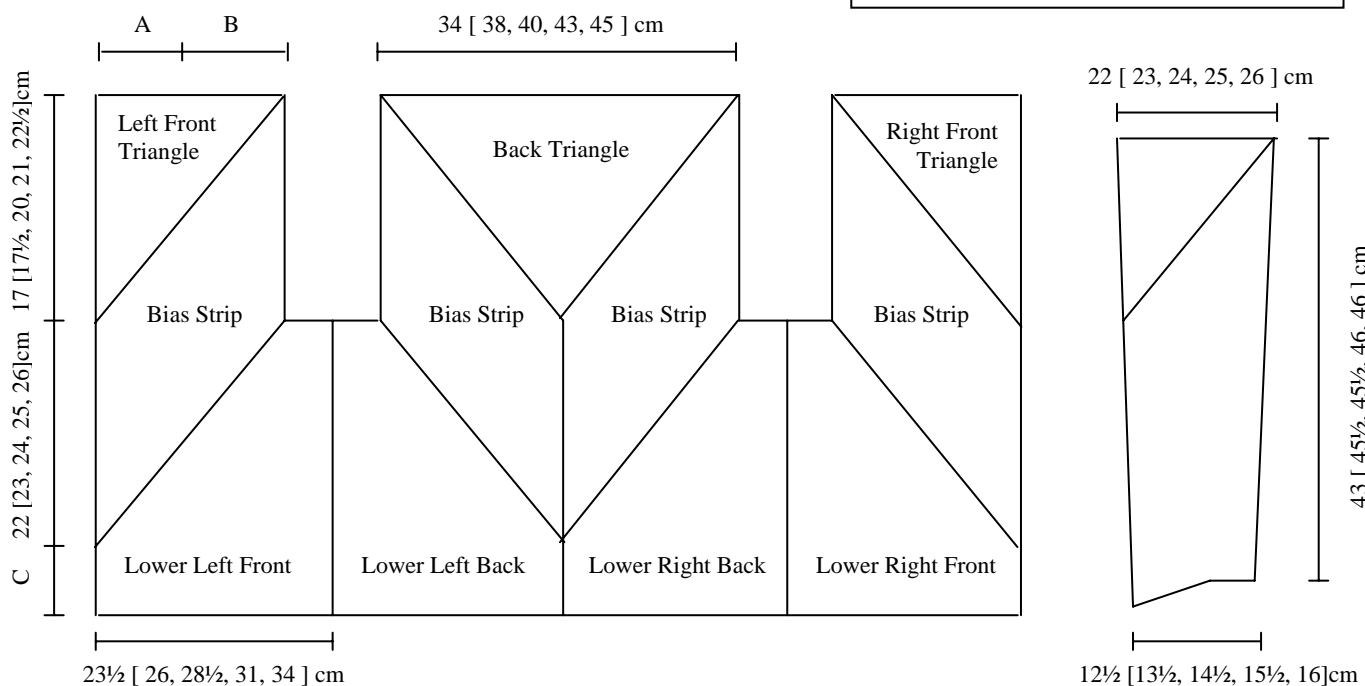 A B
34 [ 38, 40, 43, 45 ] cm
22 [ 23, 24, 25, 26 ] cm
17 [17½, 20, 21, 22½]cm
Left Front
Triangle
Back Triangle
Right Front
Triangle
Bias Strip Bias Strip Bias Strip Bias Strip
22 [23, 24, 25, 26]cm
43 [ 45½, 45½, 46, 46 ] cm
C
Lower Left Front Lower Left Back Lower Right Back Lower Right Front
23½ [ 26, 28½, 31, 34 ] cm
12½ [13½, 14½, 15½, 16]cm